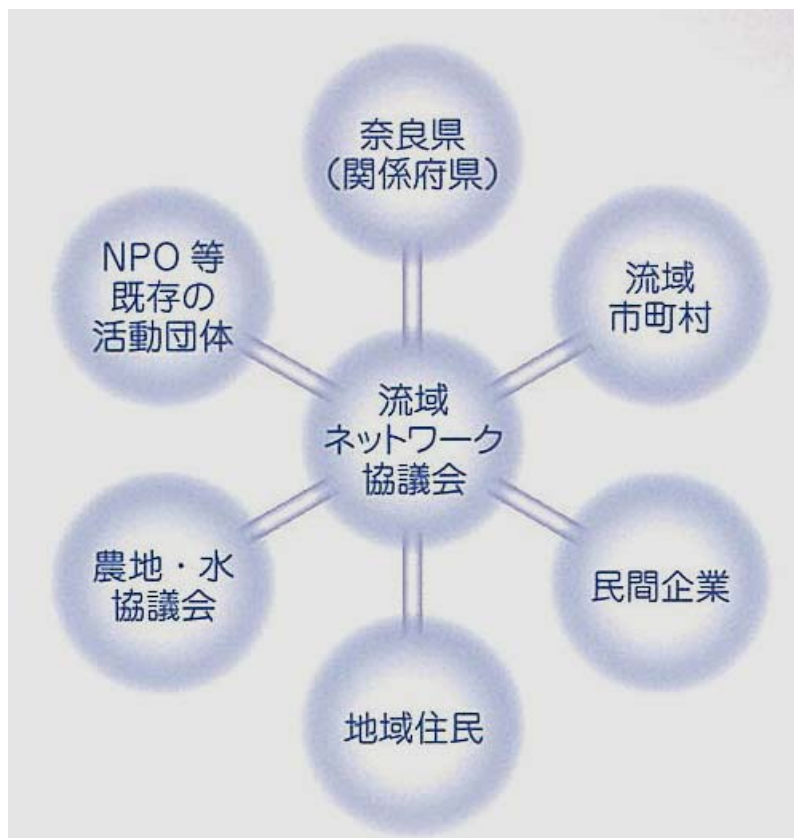 奈良県
(関係府県)
流域
市町村
民間企業
地域住民
農地・水
協議会
NPO 等
既存の
活動団体
流域
ネットワーク
協議会